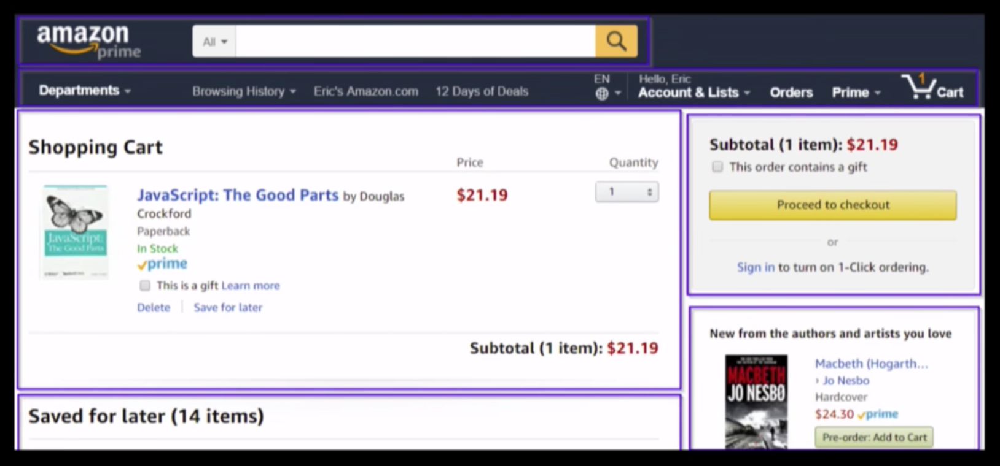 amazon
prime
All
Departments
Browsing History
Eric's Amazon.com
12 Days of Deals
EN
Hello, Eric
Account & Lists
Orders
Prime
1
Cart
Shopping Cart
Price
Quantity
JavaScript:
The Good Parts
JavaScript: The Good Parts by Douglas
Crockford
Paperback
In Stock
prime
This is a gift Learn more
Delete
Save for later
$21.19
1
Subtotal (1 item): $21.19
Saved for later (14 items)
Subtotal (1 item): $21.19
This order contains a gift
Proceed to checkout
or
Sign in to turn on 1-Click ordering.
New from the authors and artists you love
MACBETH
JO NESBO
Macbeth (Hogarth...
› Jo Nesbo
Hardcover
$24.30 prime
Pre-order: Add to Cart